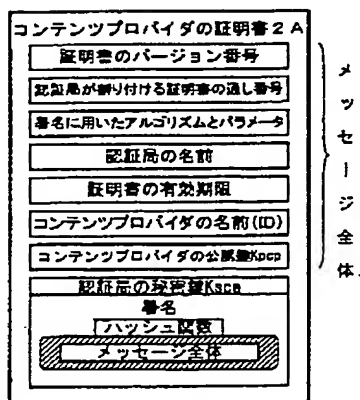 コンテンツプロバイダの証明書2A
証明書のバージョン番号
認証局が割り付ける証明書の通し番号
署名に用いたアルゴリズムとパラメータ
認証局の名前
証明書の有効期限
コンテンツプロバイダの名前(ID)
コンテンツプロバイダの公開鍵Kpcp
認証局の秘密鍵Ksca
署名
ハッシュ関数
メッセージ全体
メッセージ全体